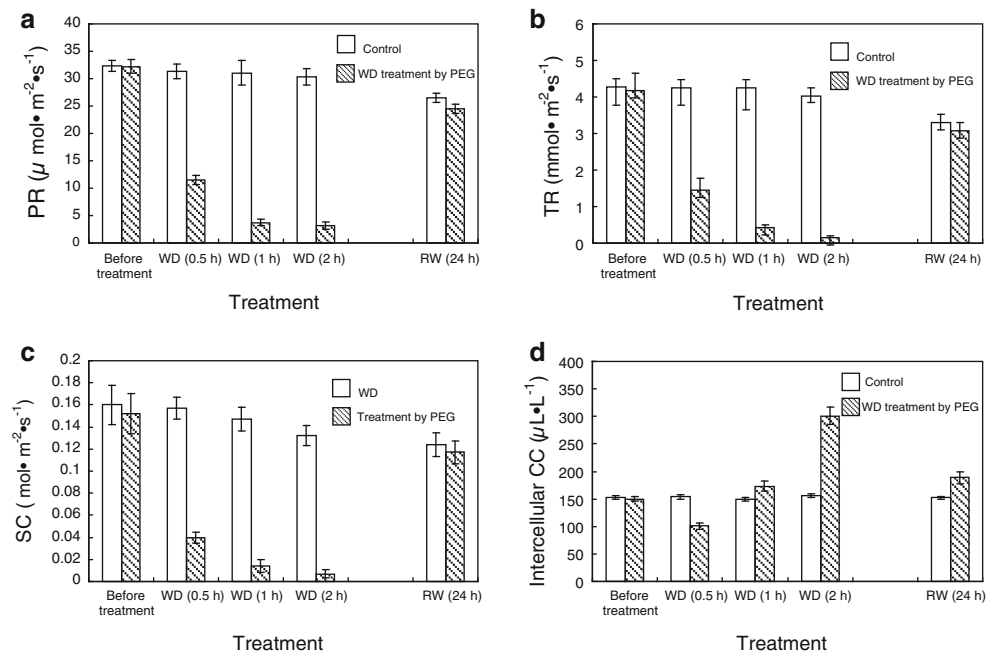 a
PR (µ mol• m⁻²•s⁻¹)
40
35
30
25
20
15
10
5
0
Control
WD treatment by PEG
Before treatment
WD (0.5 h)
WD (1 h)
WD (2 h)
RW (24 h)
Treatment
b
TR (mmol• m⁻²•s⁻¹)
6
5
4
3
2
1
0
Control
WD treatment by PEG
Before treatment
WD (0.5 h)
WD (1 h)
WD (2 h)
RW (24 h)
Treatment
c
SC ( mol• m⁻²•s⁻¹)
0.2
0.18
0.16
0.14
0.12
0.1
0.08
0.06
0.04
0.02
0
WD
Treatment by PEG
Before treatment
WD (0.5 h)
WD (1 h)
WD (2 h)
RW (24 h)
Treatment
d
Intercellular CC (µL•L⁻¹)
400
350
300
250
200
150
100
50
0
Control
WD treatment by PEG
Before treatment
WD (0.5 h)
WD (1 h)
WD (2 h)
RW (24 h)
Treatment